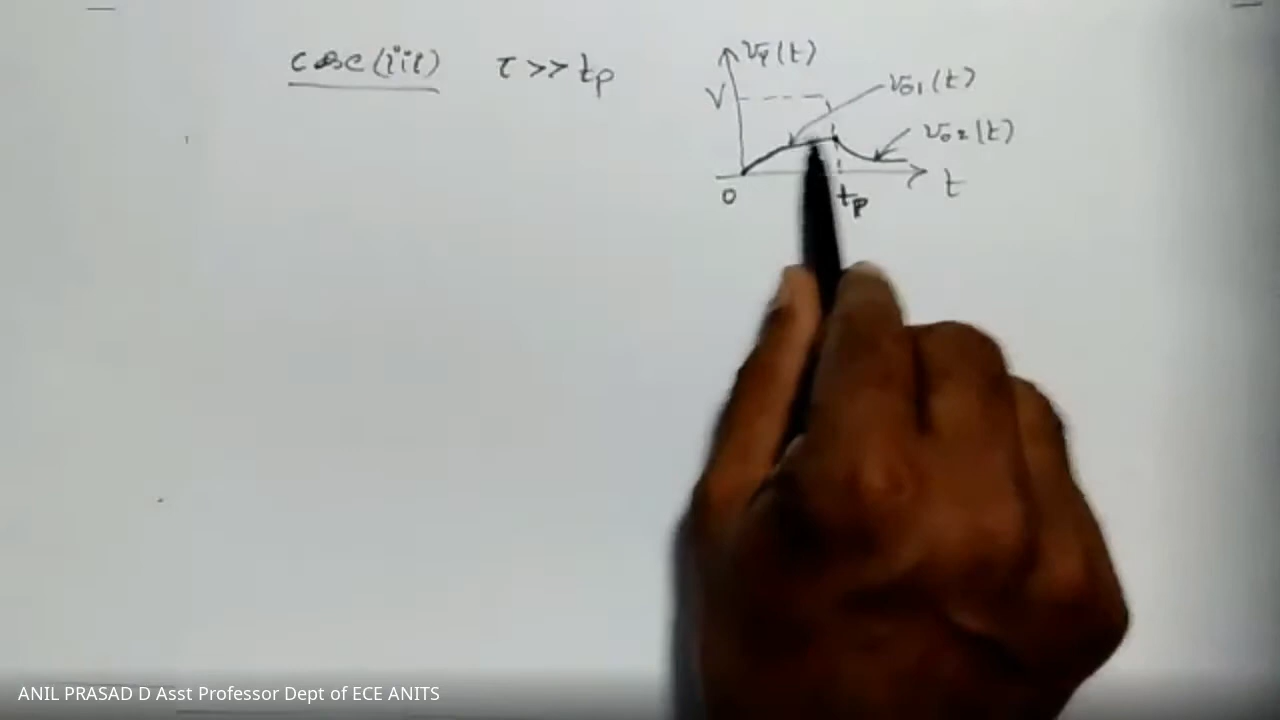 case(iii) τ >> tp
vi(t)
V
vo1(t)
vo2(t)
0 tp t
ANIL PRASAD D Asst Professor Dept of ECE ANITS